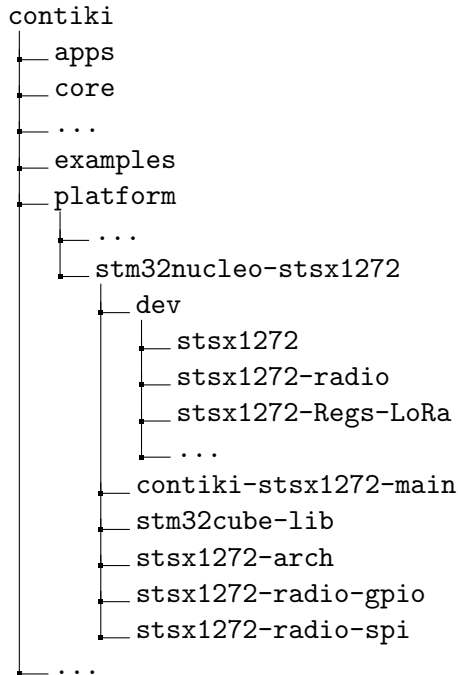 contiki
apps
core
...
examples
platform
...
stm32nucleo-stsx1272
dev
stsx1272
stsx1272-radio
stsx1272-Regs-LoRa
...
contiki-stsx1272-main
stm32cube-lib
stsx1272-arch
stsx1272-radio-gpio
stsx1272-radio-spi
...